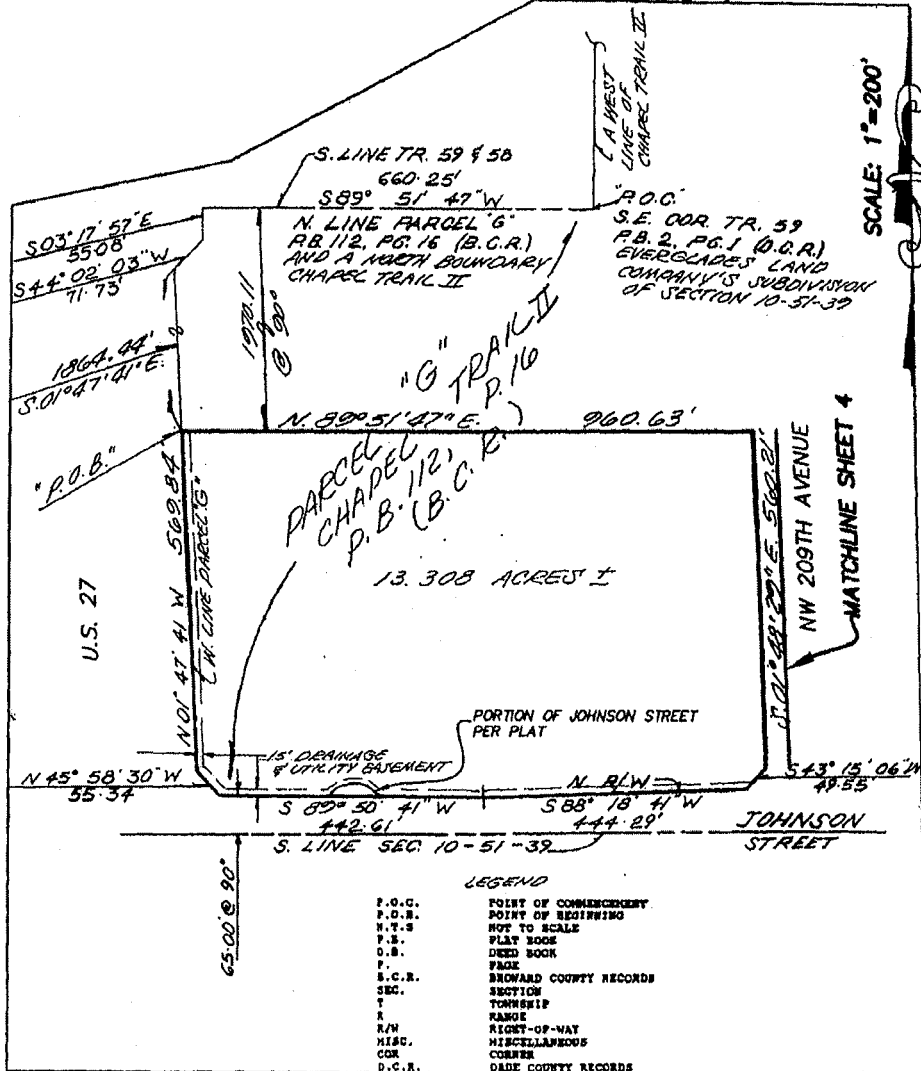 A WEST
LINE OF
CHAPEL TRAIL II
SCALE: 1"=200'
S. LINE TR. 59 & 58
660.25'
S89° 51' 47" W
N. LINE PARCEL 'G'
P.B. 112, PG. 16 (B.C.R.)
AND A NORTH BOUNDARY
CHAPEL TRAIL II
"P.O.C."
S.E. COR. TR. 59
P.B. 2, PG. 1 (D.C.R.)
EVERGLADES LAND
COMPANY'S SUBDIVISION
OF SECTION 10-51-39
S03° 17' 57" E
55.08'
S44° 02' 03" W
71.73'
1970.11
@ 90°
1864.44'
S.01°47'41"E.
"P.O.B."
N. 89°51'47" E. 960.63'
PARCEL "G"
CHAPEL TRAIL II
P.B. 112, P. 16
(B.C.R.)
13.308 ACRES ±
U.S. 27
N 01° 47' 41 W 569.84
W. LINE PARCEL "G"
S.01°48'29" E. 560.21'
NW 209TH AVENUE
MATCHLINE SHEET 4
PORTION OF JOHNSON STREET
PER PLAT
15' DRAINAGE
& UTILITY EASEMENT
N 45° 58' 30" W
55.34
N. R/W
S 43° 15' 06" W
49.55'
S 89° 50' 41" W
442.61'
S 88° 18' 41" W
444.29'
JOHNSON
STREET
S. LINE SEC. 10-51-39
65.00 @ 90°
LEGEND
P.O.C. POINT OF COMMENCEMENT
P.O.B. POINT OF BEGINNING
N.T.S NOT TO SCALE
P.B. PLAT BOOK
D.B. DEED BOOK
P. PAGE
B.C.R. BROWARD COUNTY RECORDS
SEC. SECTION
T TOWNSHIP
R RANGE
R/W RIGHT-OF-WAY
MISC. MISCELLANEOUS
COR CORNER
D.C.R. DADE COUNTY RECORDS